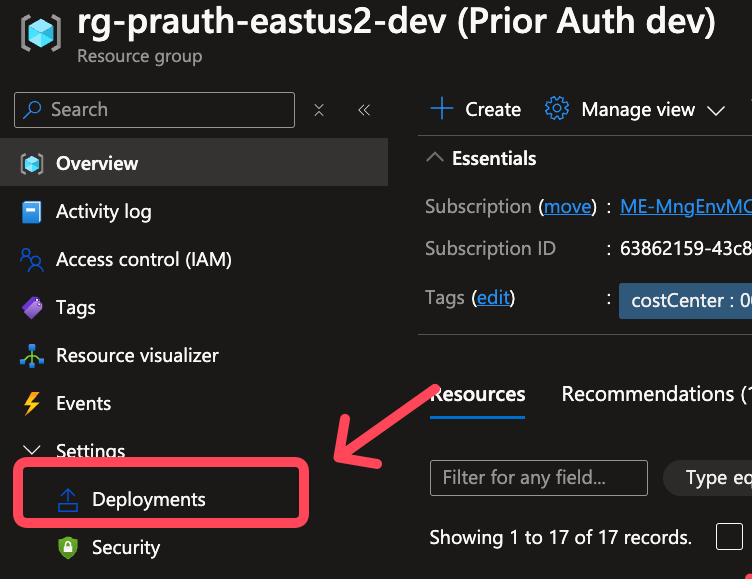 rg-prauth-eastus2-dev (Prior Auth dev)
Resource group
Search
Overview
Activity log
Access control (IAM)
Tags
Resource visualizer
Events
Settings
Deployments
Security
Create
Manage view
Essentials
Subscription (move) : ME-MngEnvMC
Subscription ID : 63862159-43c8
Tags (edit) : costCenter : 00
Resources
Recommendations (1
Filter for any field...
Type eq
Showing 1 to 17 of 17 records.